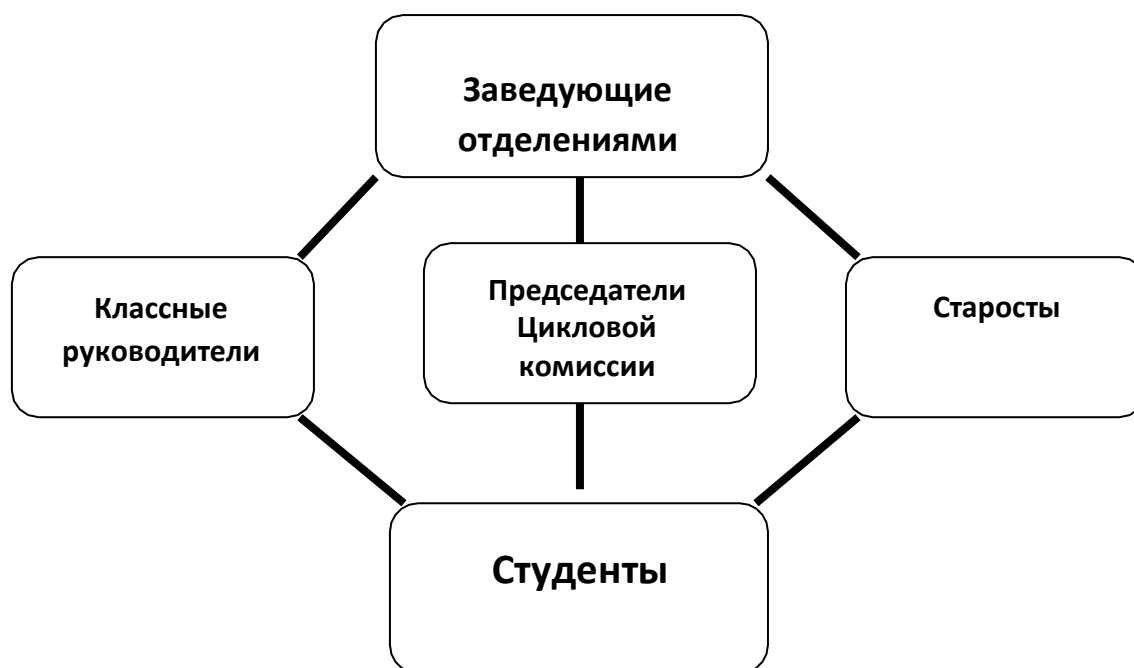 Заведующие
отделениями
Классные
руководители
Председатели
Цикловой
комиссии
Старосты
Студенты